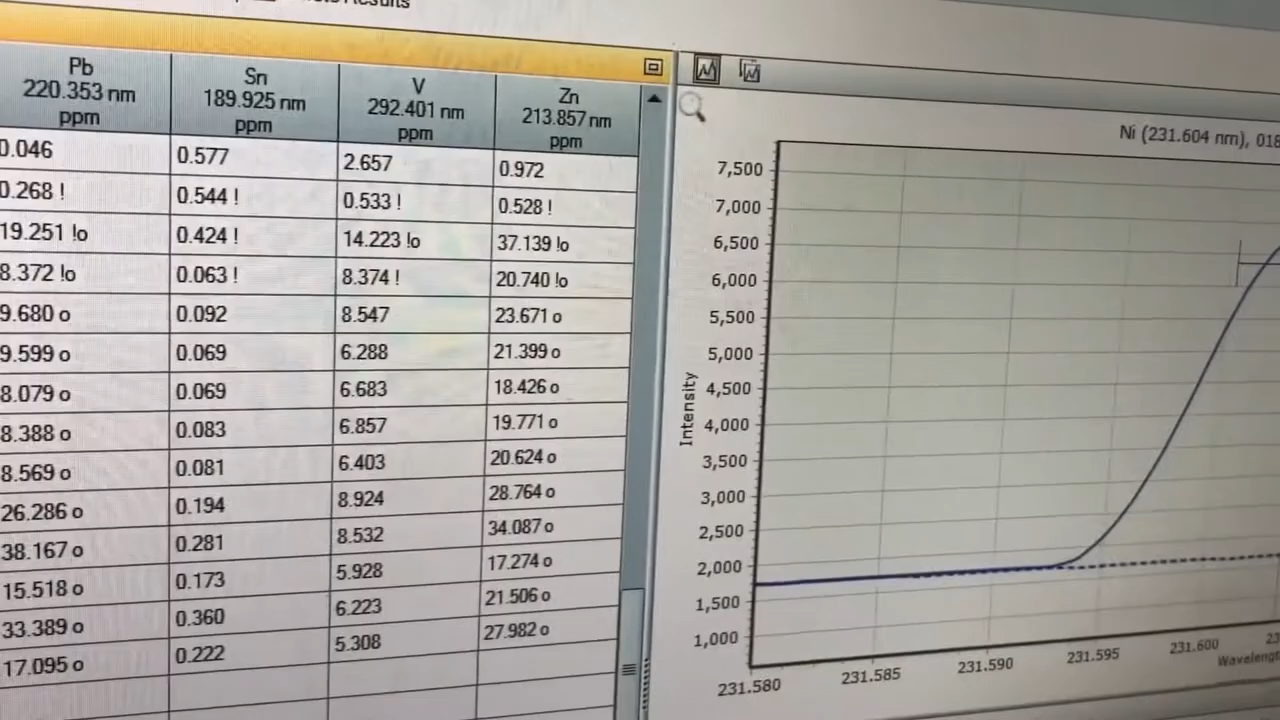 Results
Pb Sn V Zn
220.353 nm 189.925 nm 292.401 nm 213.857 nm
ppm ppm ppm ppm
0.046 0.577 2.657 0.972
0.268 ! 0.544 ! 0.533 ! 0.528 !
19.251 !o 0.424 ! 14.223 !o 37.139 !o
8.372 !o 0.063 ! 8.374 ! 20.740 !o
9.680 o 0.092 8.547 23.671 o
9.599 o 0.069 6.288 21.399 o
8.079 o 0.069 6.683 18.426 o
8.388 o 0.083 6.857 19.771 o
8.569 o 0.081 6.403 20.624 o
26.286 o 0.194 8.924 28.764 o
38.167 o 0.281 8.532 34.087 o
15.518 o 0.173 5.928 17.274 o
33.389 o 0.360 6.223 21.506 o
17.095 o 0.222 5.308 27.982 o
Ni (231.604 nm), 018
7,500
7,000
6,500
6,000
5,500
5,000
4,500
4,000
3,500
3,000
2,500
2,000
1,500
1,000
Intensity
231.580 231.585 231.590 231.595 231.600
Wavelength